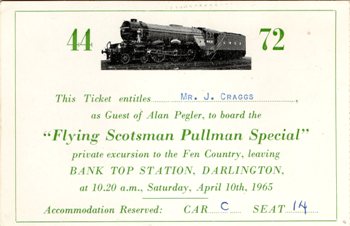 44 72
This Ticket entitles MR. J. CRAGGS
as Guest of Alan Pegler, to board the
"Flying Scotsman Pullman Special"
private excursion to the Fen Country, leaving
BANK TOP STATION, DARLINGTON,
at 10.20 a.m., Saturday, April 10th, 1965
Accommodation Reserved: CAR C SEAT 14